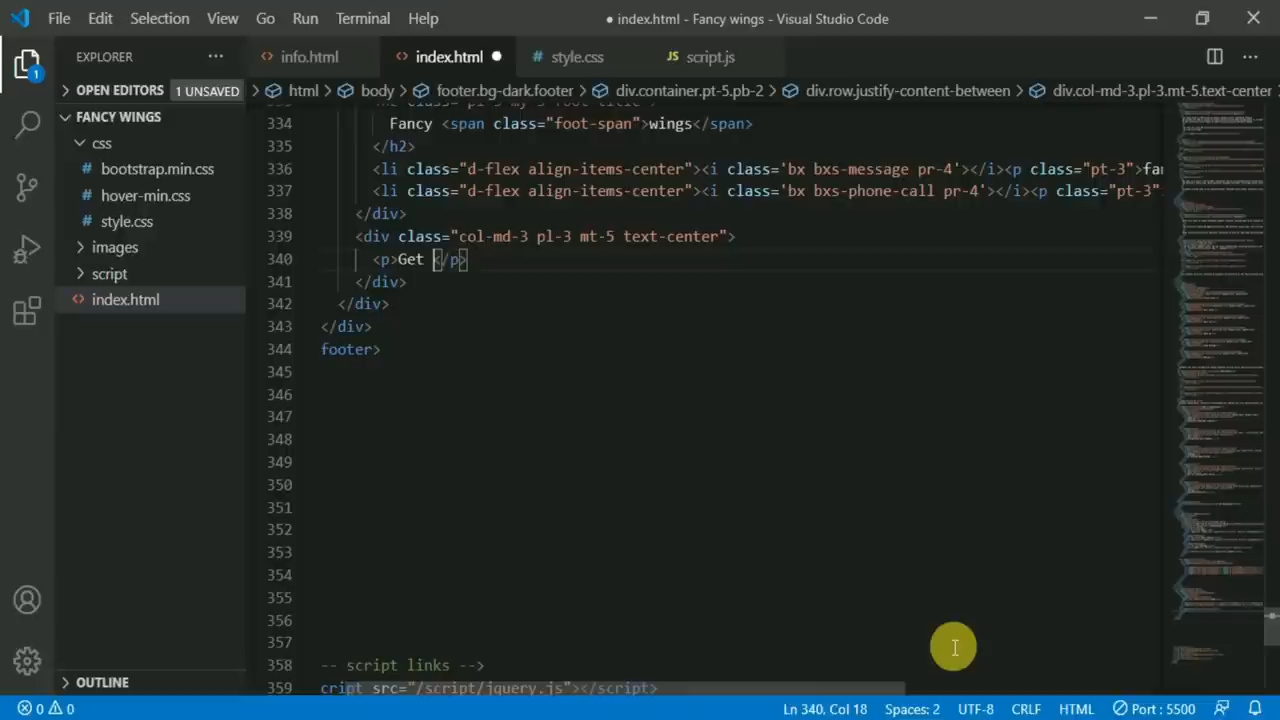 File Edit Selection View Go Run Terminal Help
● index.html - Fancy wings - Visual Studio Code
EXPLORER
info.html
index.html
# style.css
JS script.js
OPEN EDITORS 1 UNSAVED
html > body > footer.bg-dark.footer > div.container.pt-5.pb-2 > div.row.justify-content-between > div.col-md-3.pl-3.mt-5.text-center
FANCY WINGS
css
# bootstrap.min.css
# hover-min.css
# style.css
images
script
index.html
OUTLINE
1
334 Fancy <span class="foot-span">wings</span>
335 </h2>
336 <li class="d-flex align-items-center"><i class='bx bxs-message pr-4'></i><p class="pt-3">fan
337 <li class="d-flex align-items-center"><i class='bx bxs-phone-call pr-4'></i><p class="pt-3"
338 </div>
339 <div class="col-md-3 pl-3 mt-5 text-center">
340 <p>Get </p>
341 </div>
342 </div>
343 </div>
344 footer>
345
346
347
348
349
350
351
352
353
354
355
356
357
358 -- script links -->
359 cript src="/script/jquery.js"></script>
0 0
Ln 340, Col 18
Spaces: 2
UTF-8
CRLF
HTML
Port : 5500